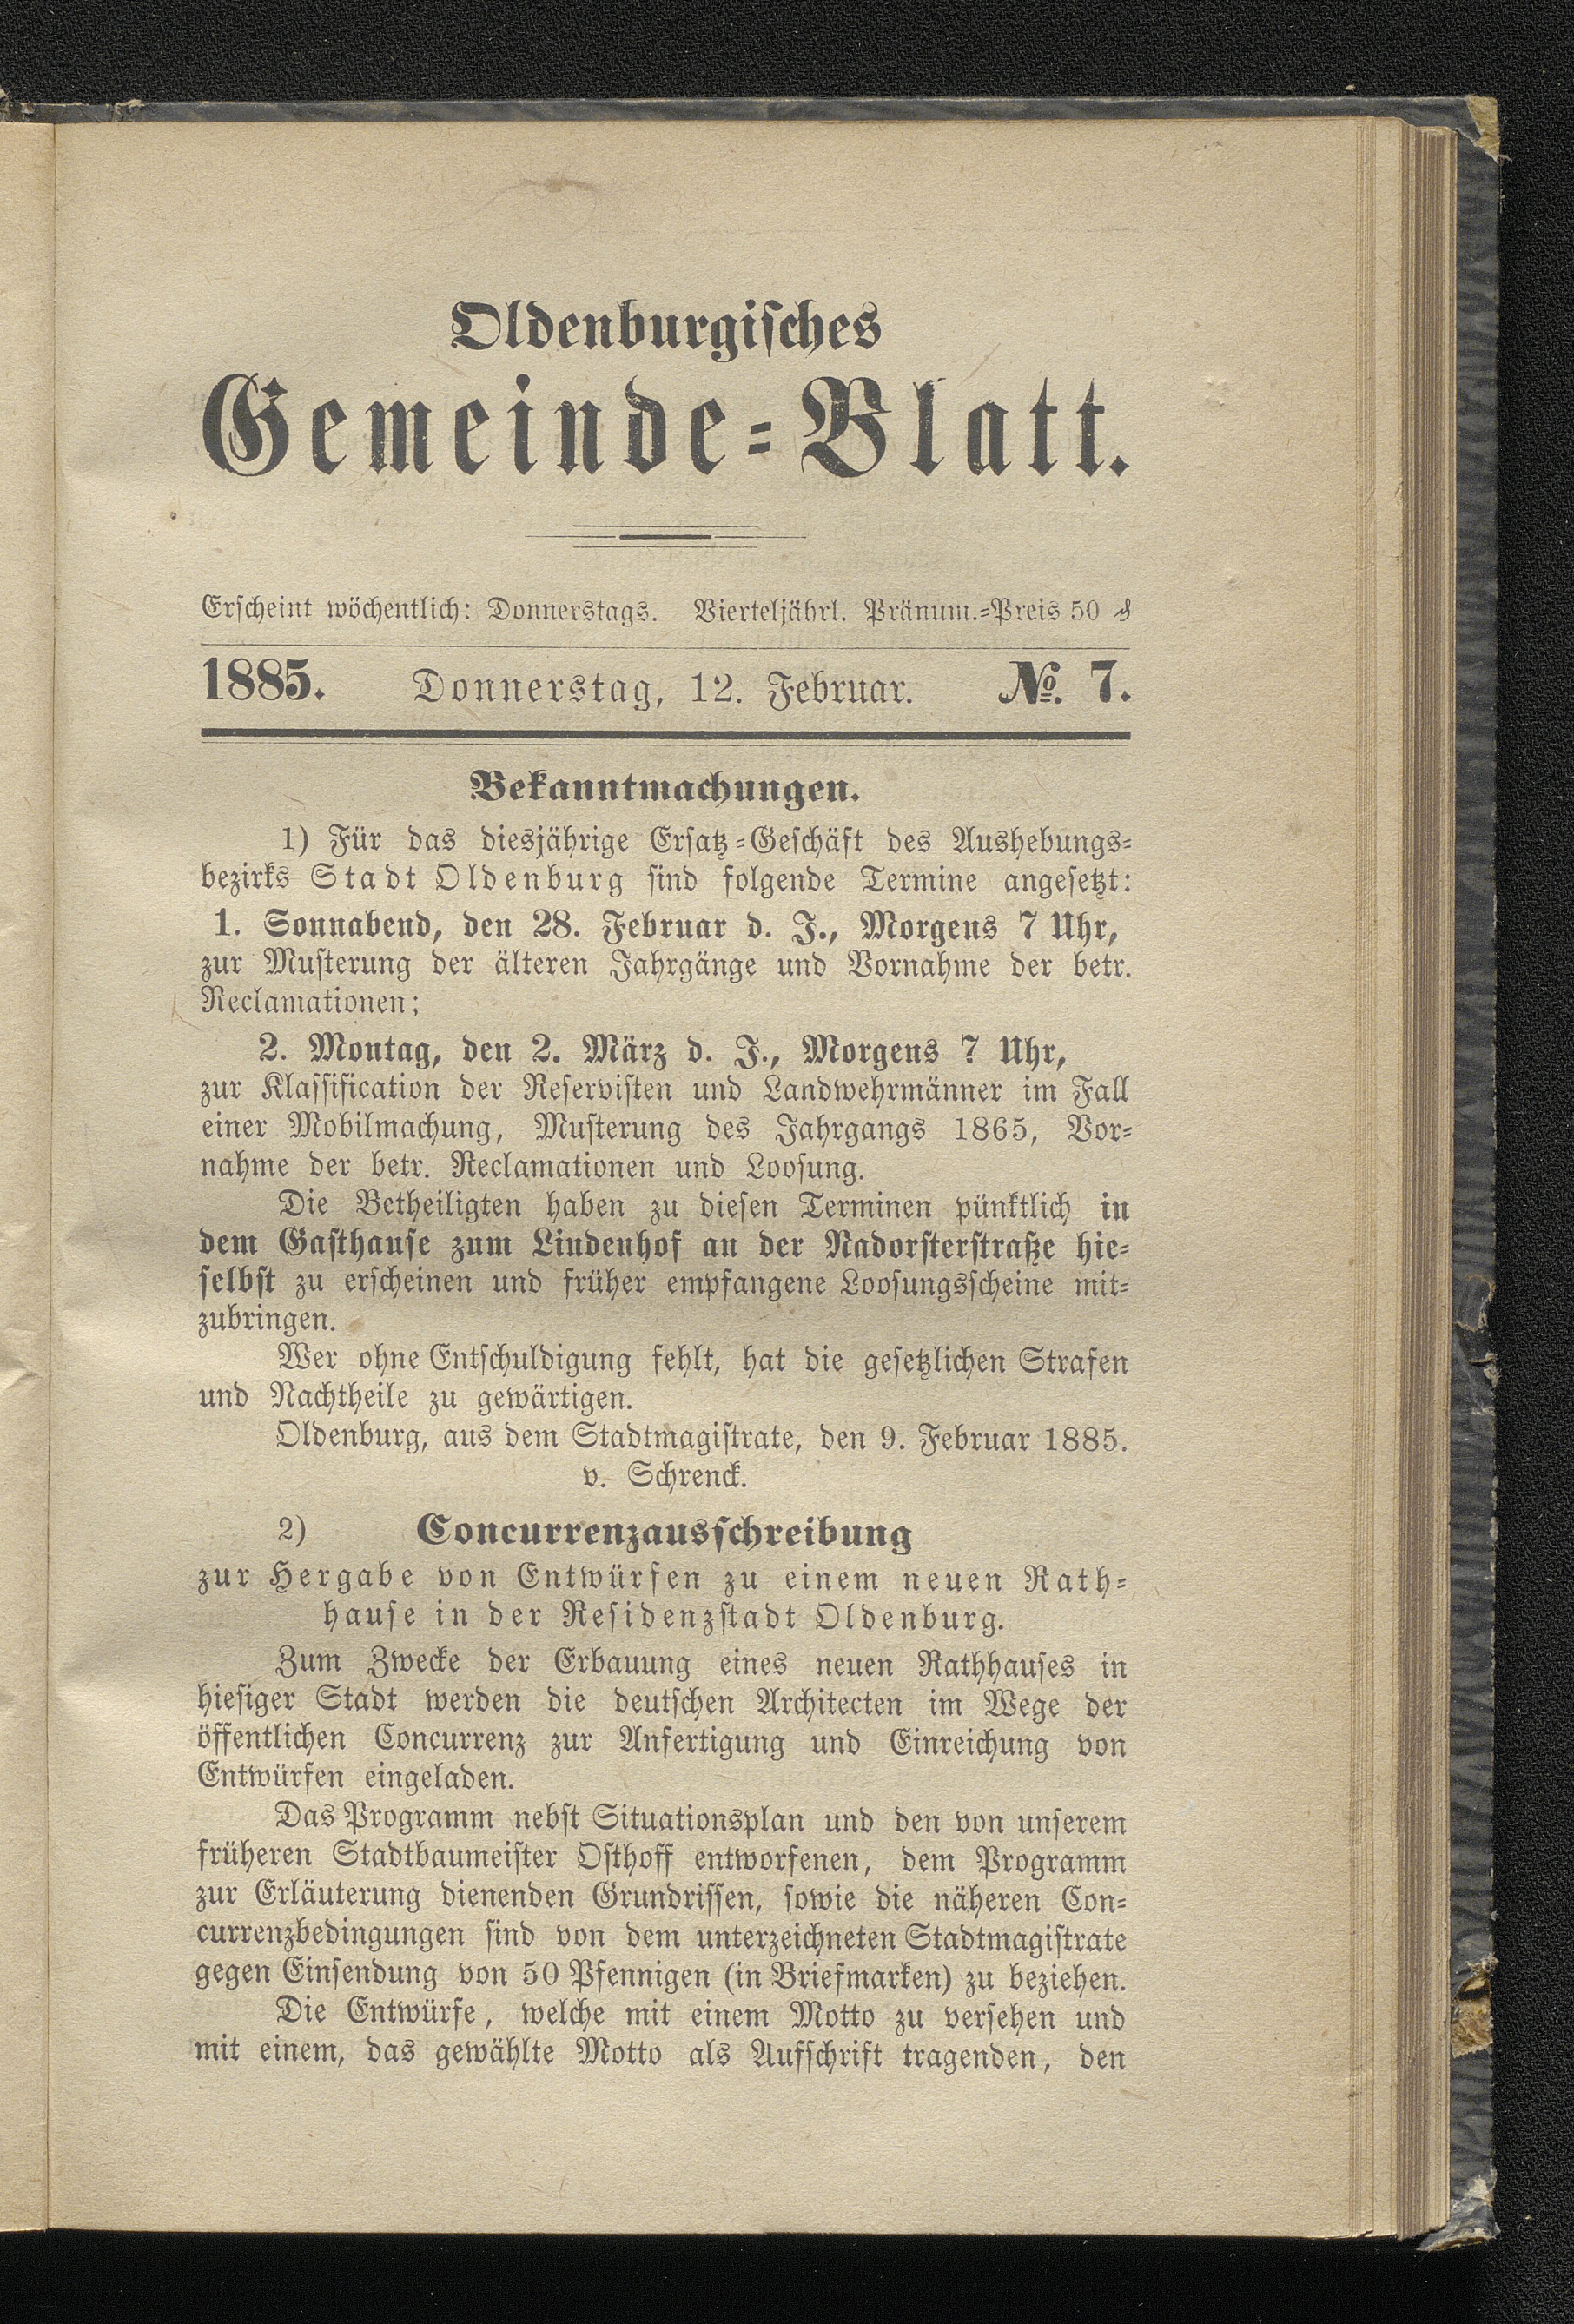 Oldenburgisches
Gemeinde=Blatt.
Erscheint wöchentlich: Donnerstags. Vierteljährl. Pränum.=Preis 50 ₰
1885. Donnerstag, 12. Februar. No. 7.
Bekanntmachungen.
1) Für das diesjährige Ersatz=Geschäft des Aushebungs=
bezirks Stadt Oldenburg sind folgende Termine angesetzt:
1. Sonnabend, den 28. Februar d. J., Morgens 7 Uhr,
zur Musterung der älteren Jahrgänge und Vornahme der betr.
Reclamationen;
2. Montag, den 2. März d. J., Morgens 7 Uhr,
zur Klassification der Reservisten und Landwehrmänner im Fall
einer Mobilmachung, Musterung des Jahrgangs 1865, Vor=
nahme der betr. Reclamationen und Loosung.
Die Betheiligten haben zu diesen Terminen pünktlich in
dem Gasthause zum Lindenhof an der Nadorsterstraße hie=
selbst zu erscheinen und früher empfangene Loosungsscheine mit=
zubringen.
Wer ohne Entschuldigung fehlt, hat die gesetzlichen Strafen
und Nachtheile zu gewärtigen.
Oldenburg, aus dem Stadtmagistrate, den 9. Februar 1885.
v. Schrenck.
2) Concurrenzausschreibung
zur Hergabe von Entwürfen zu einem neuen Rath=
hause in der Residenzstadt Oldenburg.
Zum Zwecke der Erbauung eines neuen Rathhauses in
hiesiger Stadt werden die deutschen Architecten im Wege der
öffentlichen Concurrenz zur Anfertigung und Einreichung von
Entwürfen eingeladen.
Das Programm nebst Situationsplan und den von unserem
früheren Stadtbaumeister Osthoff entworfenen, dem Programm
zur Erläuterung dienenden Grundrissen, sowie die näheren Con=
currenzbedingungen sind von dem unterzeichneten Stadtmagistrate
gegen Einsendung von 50 Pfennigen (in Briefmarken) zu beziehen.
Die Entwürfe, welche mit einem Motto zu versehen und
mit einem, das gewählte Motto als Aufschrift tragenden, den